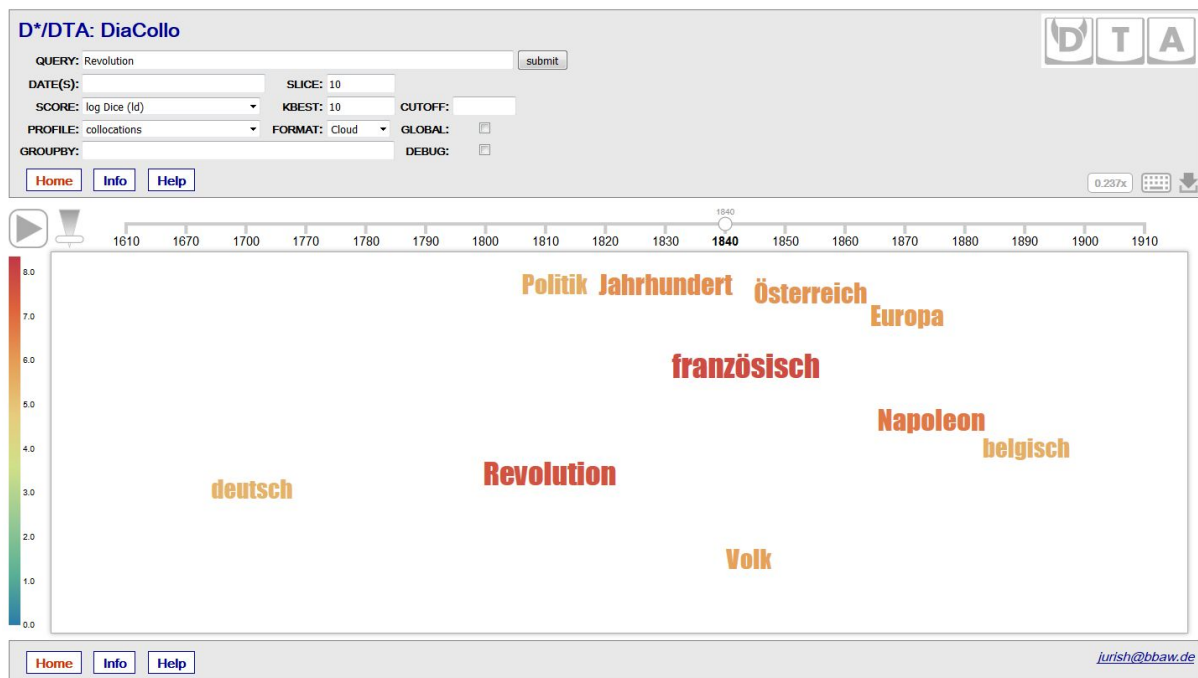 D*/DTA: DiaCollo
D T A
QUERY: Revolution submit
DATE(S): SLICE: 10
SCORE: log Dice (ld) KBEST: 10 CUTOFF:
PROFILE: collocations FORMAT: Cloud GLOBAL:
GROUPBY: DEBUG:
Home Info Help 0.237x
1840
1610 1670 1700 1770 1780 1790 1800 1810 1820 1830 1840 1850 1860 1870 1880 1890 1900 1910
8.0
7.0
6.0
5.0
4.0
3.0
2.0
1.0
0.0
Politik Jahrhundert Österreich
Europa
französisch
Napoleon
belgisch
Revolution
deutsch
Volk
Home Info Help jurish@bbaw.de